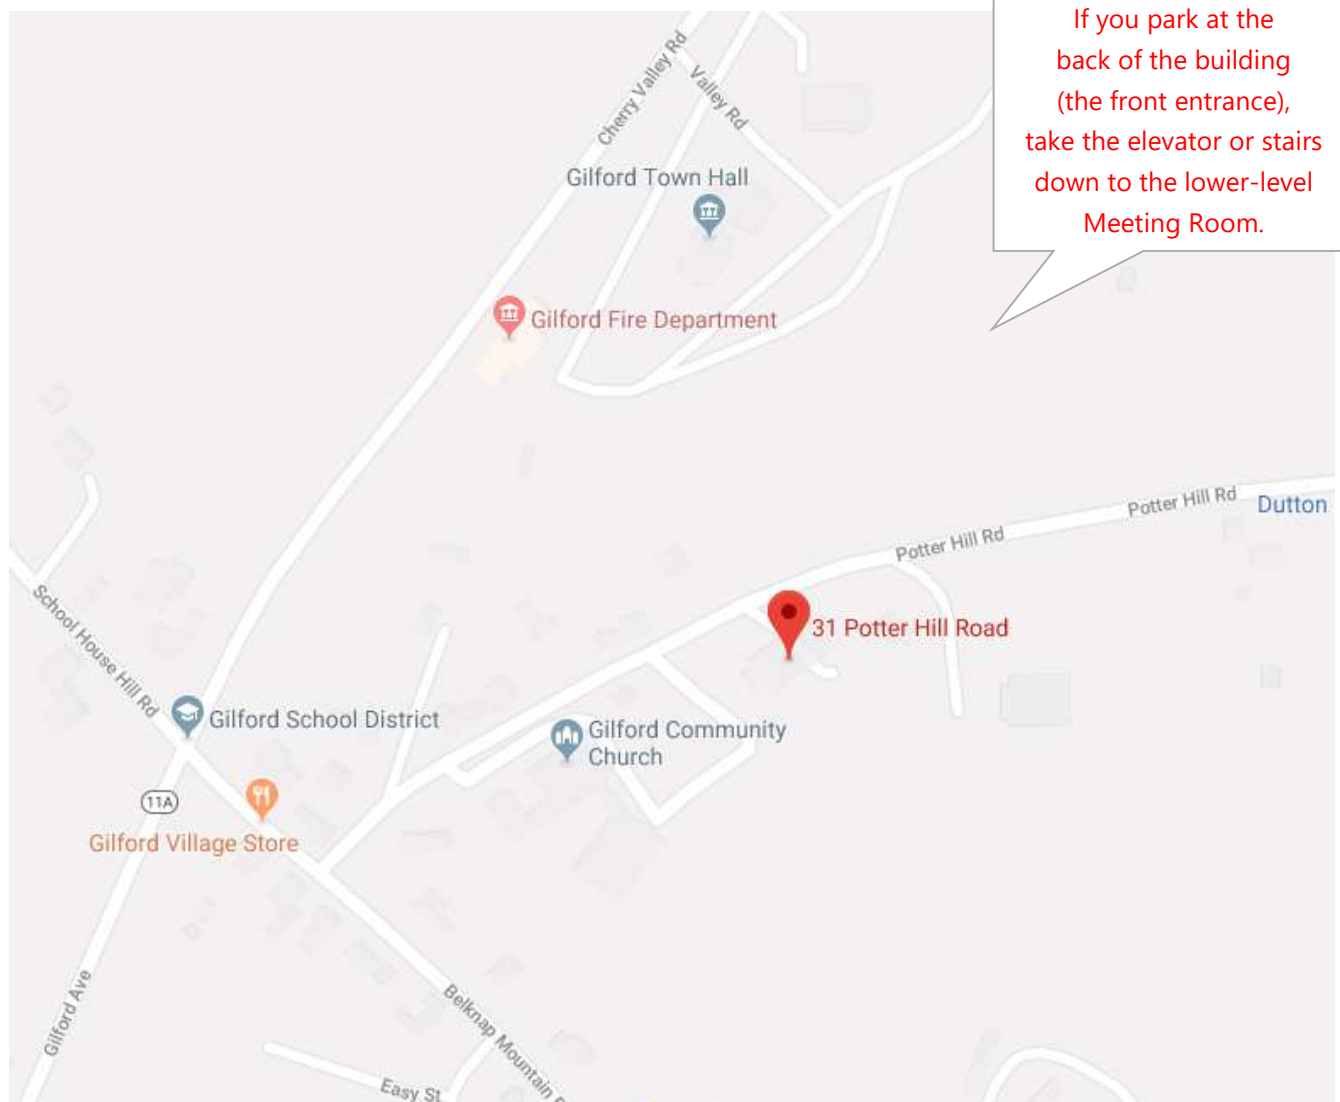 If you park at the
back of the building
(the front entrance),
take the elevator or stairs
down to the lower-level
Meeting Room.
Cherry Valley Rd
Valley Rd
Gilford Town Hall
Gilford Fire Department
Potter Hill Rd
Dutton
Potter Hill Rd
School House Hill Rd
31 Potter Hill Road
Gilford School District
Gilford Community
Church
11A
Gilford Village Store
Gilford Ave
Belknap Mountain
Easy St